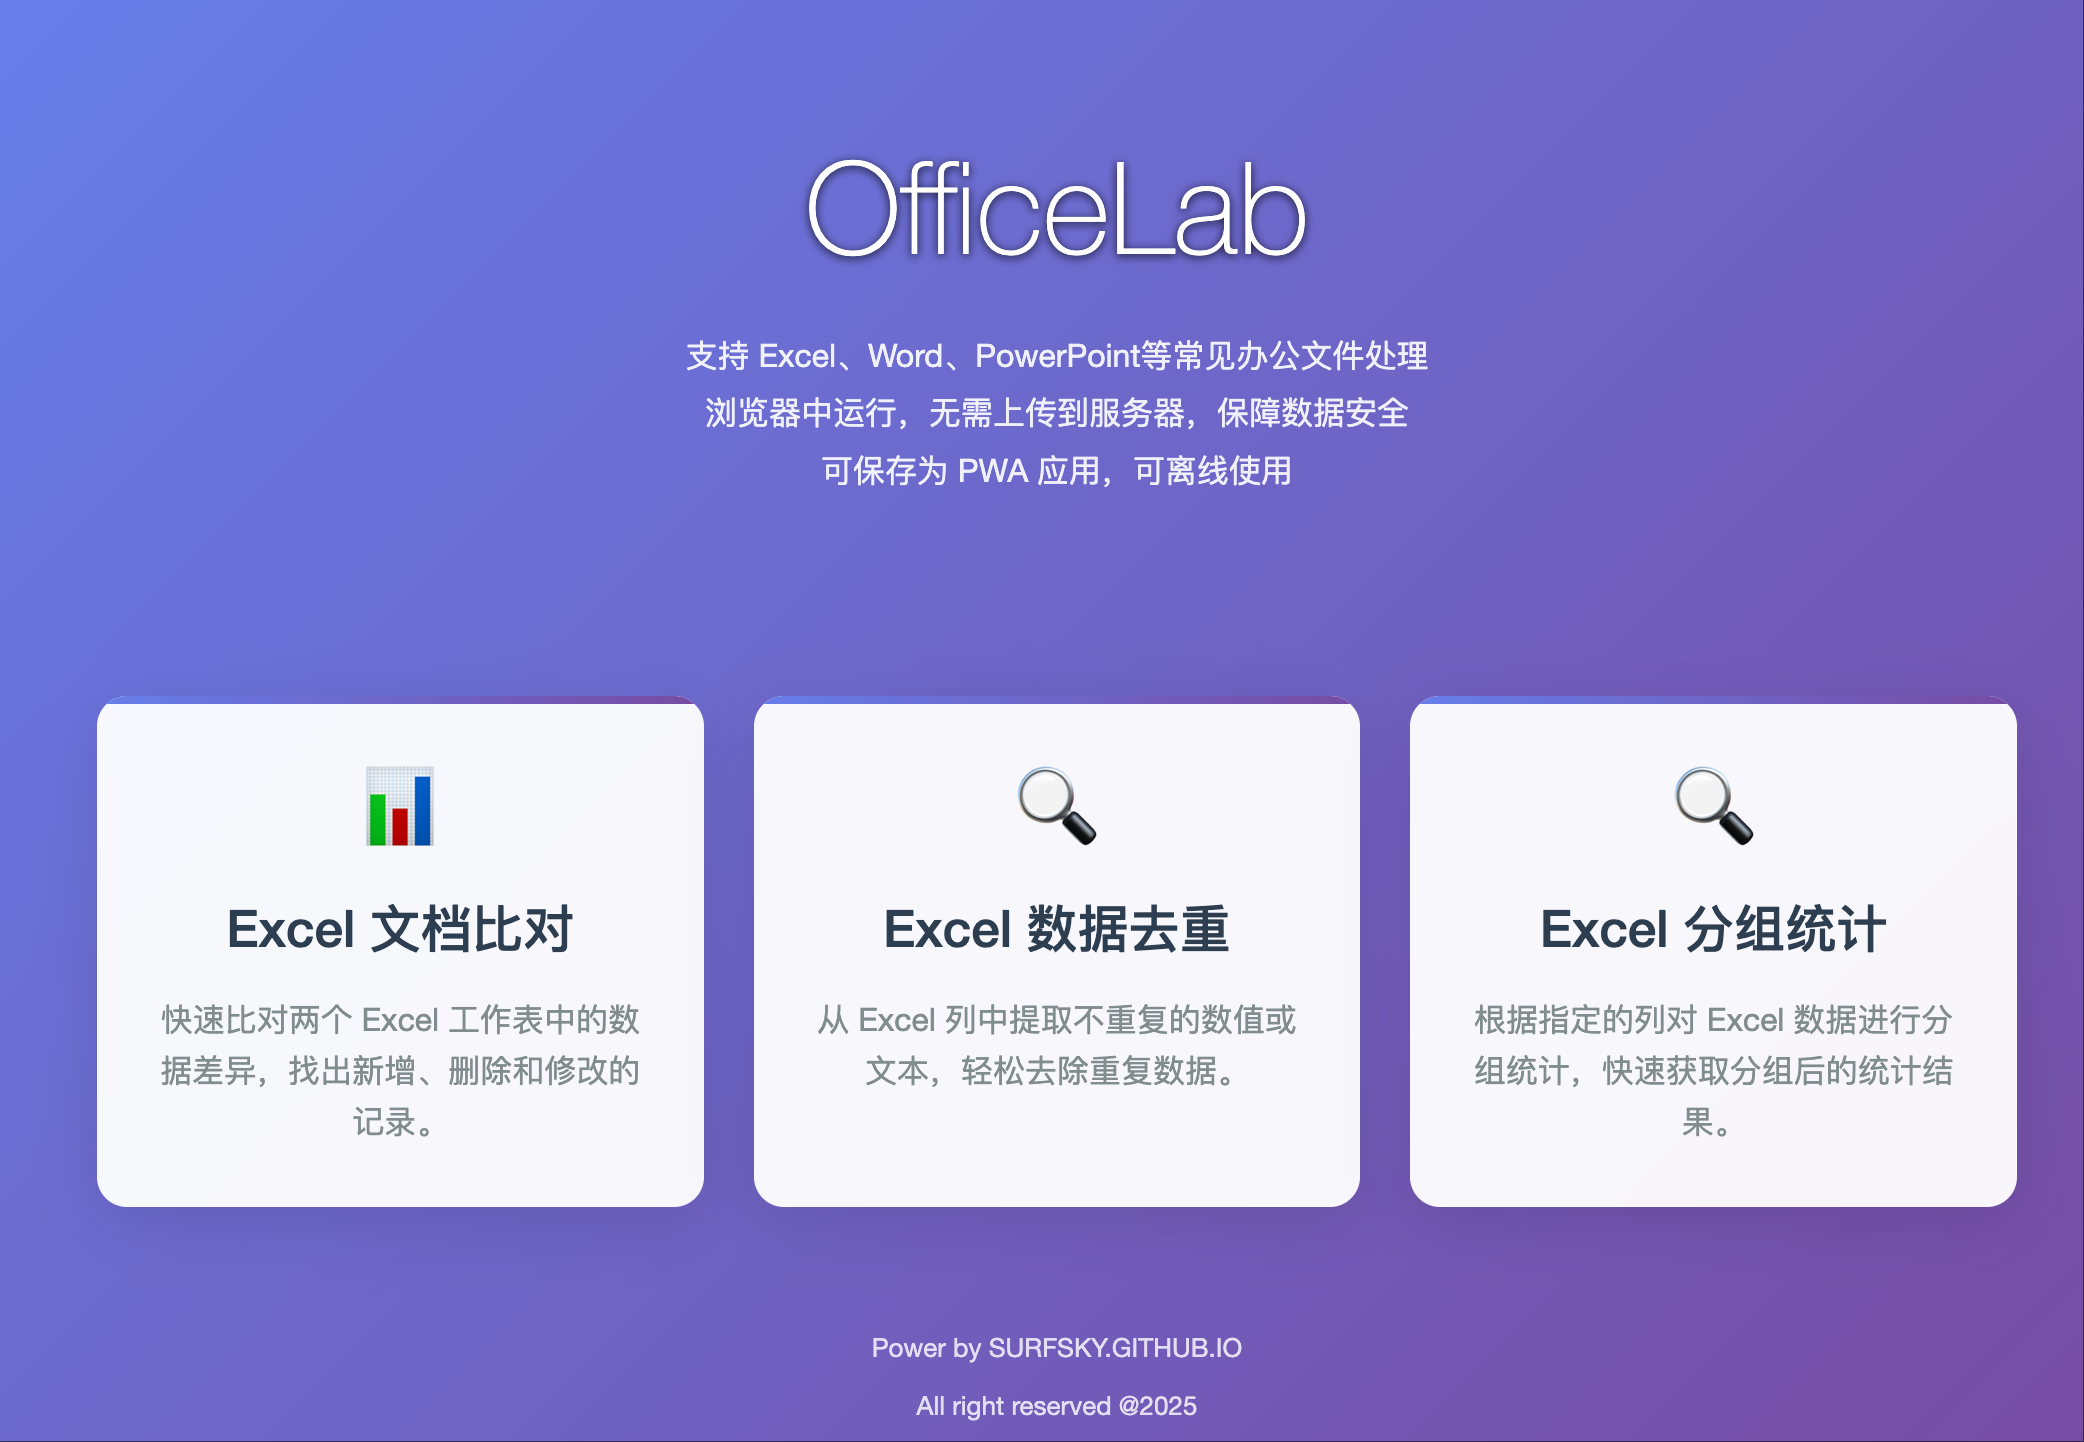 OfficeLab
支持 Excel、Word、PowerPoint等常见办公文件处理
浏览器中运行，无需上传到服务器，保障数据安全
可保存为 PWA 应用，可离线使用
Excel 文档比对
快速比对两个 Excel 工作表中的数
据差异，找出新增、删除和修改的
记录。
Excel 数据去重
从 Excel 列中提取不重复的数值或
文本，轻松去除重复数据。
Excel 分组统计
根据指定的列对 Excel 数据进行分
组统计，快速获取分组后的统计结
果。
Power by SURFSKY.GITHUB.IO
All right reserved @2025